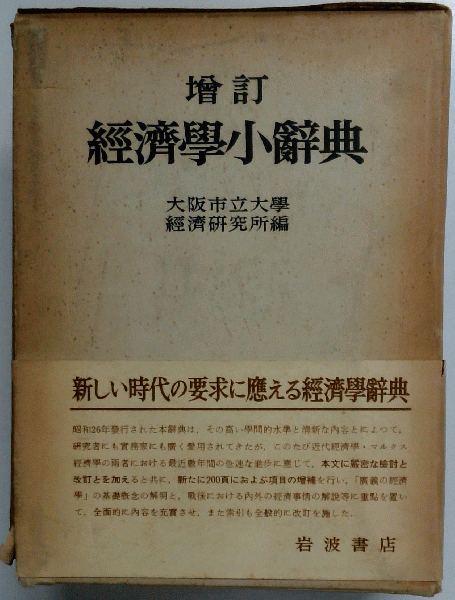 增訂
經濟學小辭典
大阪市立大學
經濟硏究所編
新しい時代の要求に應える經濟學辭典
昭和26年發行された本辭典は、その高い學問的水準と淸新な內容とによつて、
硏究者にも實務家にも廣く愛用されてきたが、このたび近代經濟學・マルクス
經濟學の兩者における最近數年間の急速な進步に應じて、本文に嚴密な檢討と
改訂とを加えると共に、新たに200頁におよぶ項目の增補を行い、「廣義の經濟
學」の基礎槪念の解明と、戰後における內外の經濟事情の解說等に重點を置い
て、全面的に內容を充實させ、また索引も全般的に改訂を施した.
岩波書店